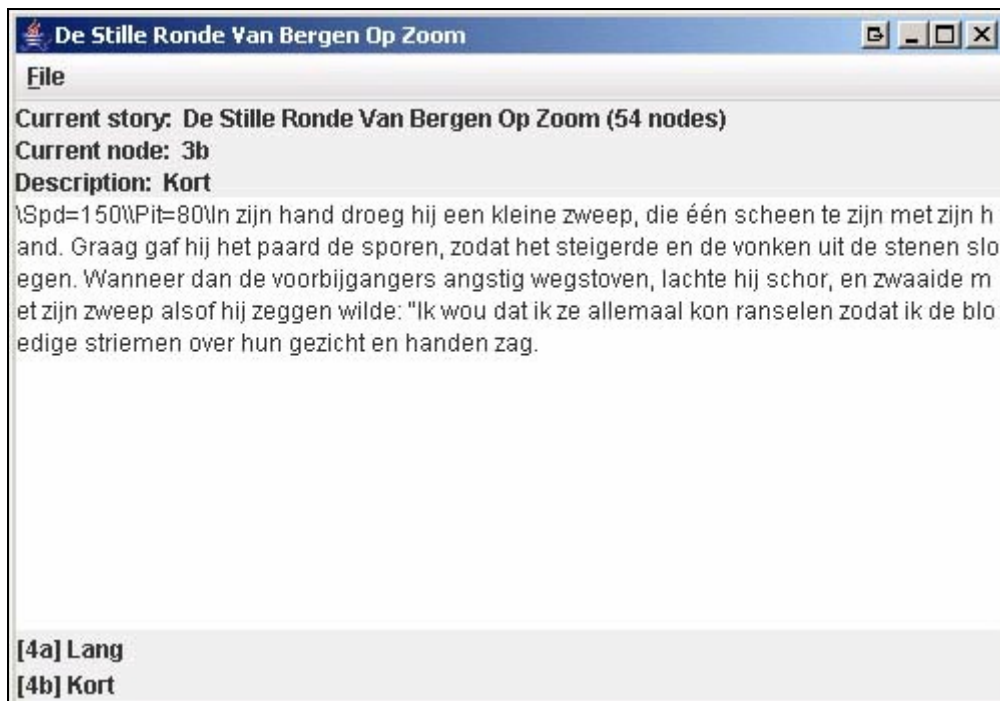 De Stille Ronde Van Bergen Op Zoom
File
Current story: De Stille Ronde Van Bergen Op Zoom (54 nodes)
Current node: 3b
Description: Kort
\Spd=150\\Pit=80\In zijn hand droeg hij een kleine zweep, die één scheen te zijn met zijn h
and. Graag gaf hij het paard de sporen, zodat het steigerde en de vonken uit de stenen slo
egen. Wanneer dan de voorbijgangers angstig wegstoven, lachte hij schor, en zwaaide m
et zijn zweep alsof hij zeggen wilde: "Ik wou dat ik ze allemaal kon ranselen zodat ik de blo
edige striemen over hun gezicht en handen zag.
[4a] Lang
[4b] Kort